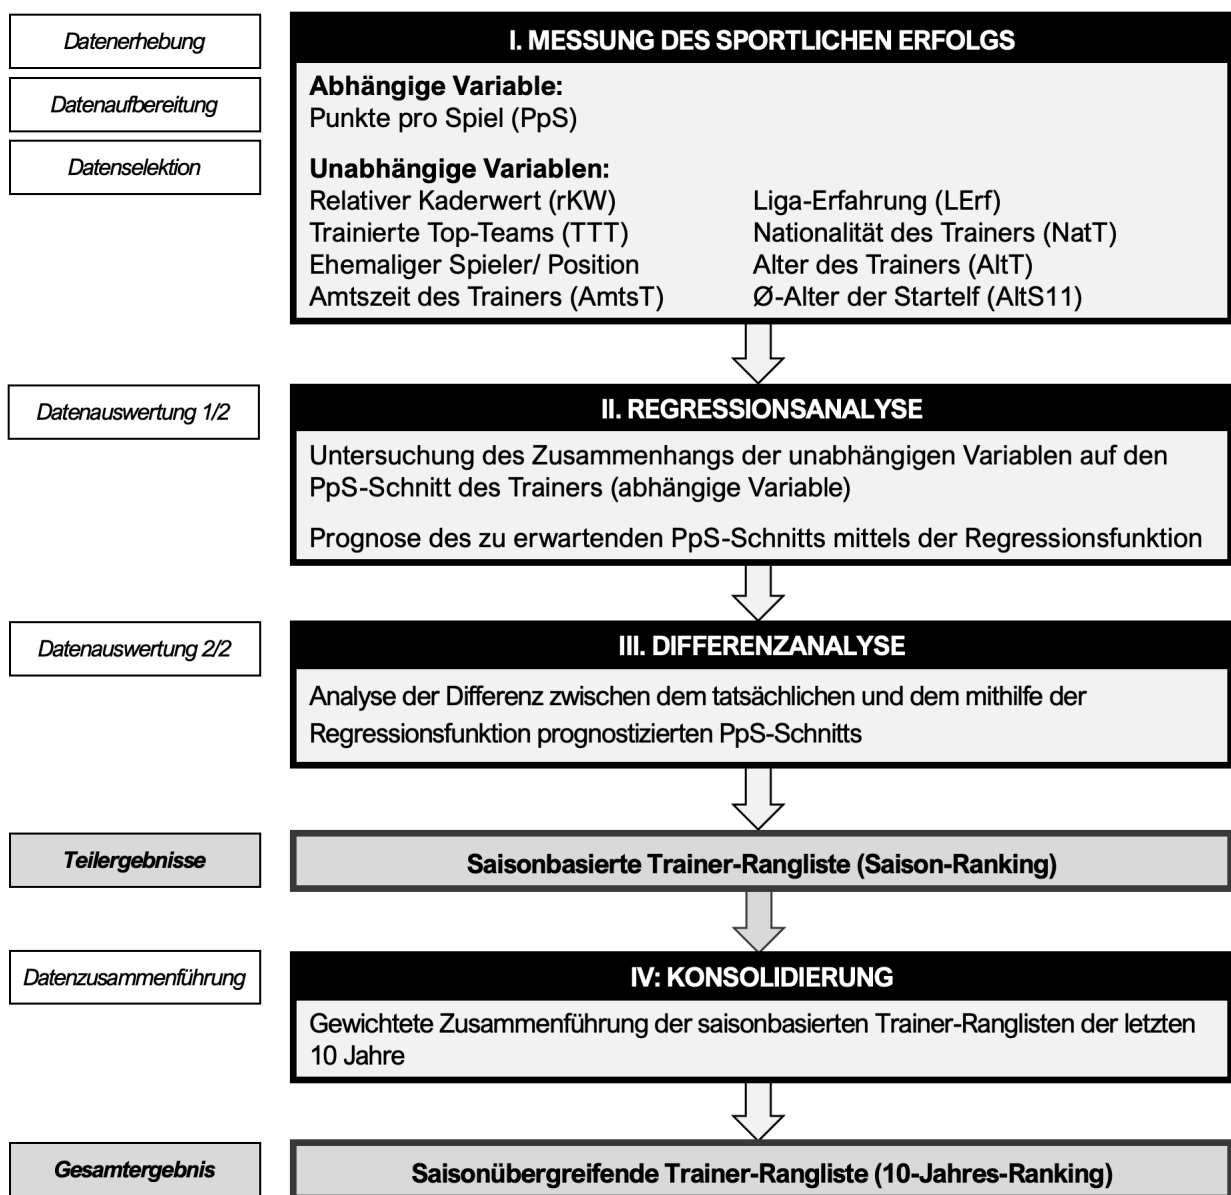 Datenerhebung
I. MESSUNG DES SPORTLICHEN ERFOLGS
Datenaufbereitung
Abhängige Variable:
Punkte pro Spiel (PpS)
Datenselektion
Unabhängige Variablen:
Relativer Kaderwert (rKW)
Liga-Erfahrung (LErf)
Trainierte Top-Teams (TTT)
Nationalität des Trainers (NatT)
Ehemaliger Spieler/ Position
Alter des Trainers (AltT)
Amtszeit des Trainers (AmtsT)
Ø-Alter der Startelf (AltS11)
Datenauswertung 1/2
II. REGRESSIONSANALYSE
Untersuchung des Zusammenhangs der unabhängigen Variablen auf den
PpS-Schnitt des Trainers (abhängige Variable)
Prognose des zu erwartenden PpS-Schnitts mittels der Regressionsfunktion
Datenauswertung 2/2
III. DIFFERENZANALYSE
Analyse der Differenz zwischen dem tatsächlichen und dem mithilfe der
Regressionsfunktion prognostizierten PpS-Schnitts
Teilergebnisse
Saisonbasierte Trainer-Rangliste (Saison-Ranking)
Datenzusammenführung
IV: KONSOLIDIERUNG
Gewichtete Zusammenführung der saisonbasierten Trainer-Ranglisten der letzten
10 Jahre
Gesamtergebnis
Saisonübergreifende Trainer-Rangliste (10-Jahres-Ranking)